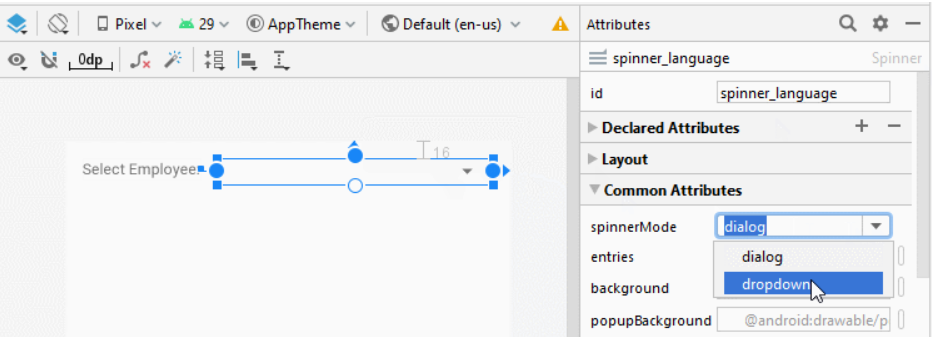 Pixel 29 AppTheme Default (en-us) Attributes
0dp
spinner_language Spinner
id spinner_language
Declared Attributes
Layout
Common Attributes
Select Employee:
16
spinnerMode dialog
entries dialog
background dropdown
popupBackground @android:drawable/p